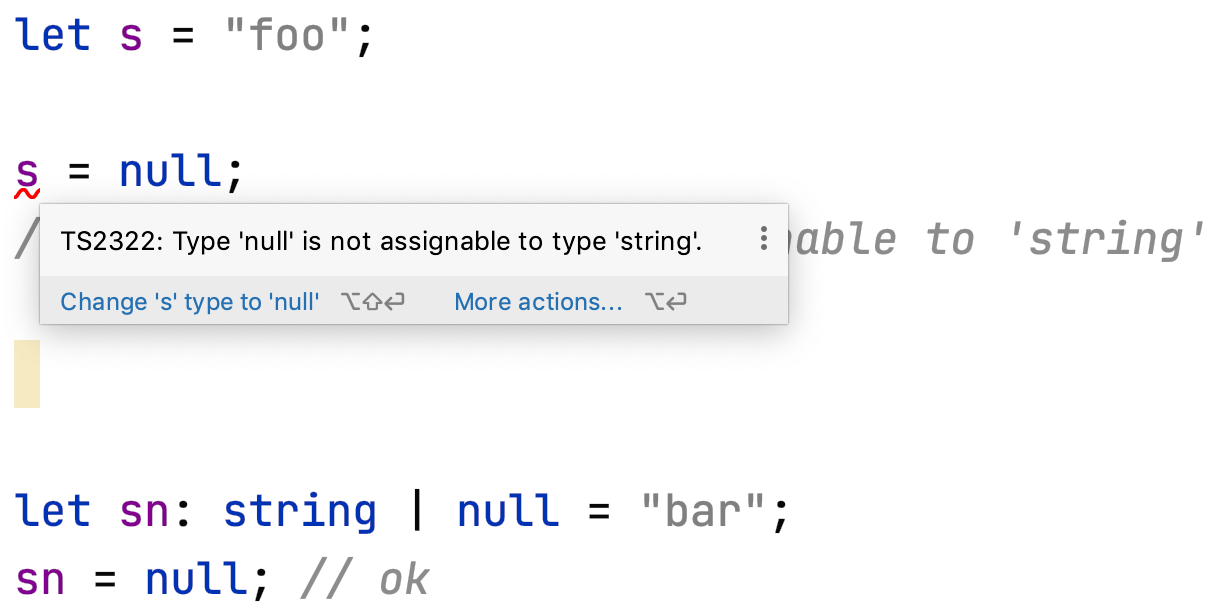 let s = "foo";
s = null;
/ able to 'string'
TS2322: Type 'null' is not assignable to type 'string'.
Change 's' type to 'null' ⌥⇧⏎ More actions... ⌥⏎
let sn: string | null = "bar";
sn = null; // ok